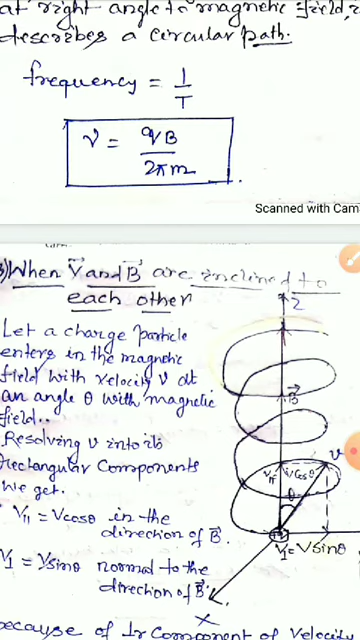 at right angle to magnetic field,
describes a circular path.
frequency = 1/T
ν = qB/2πm
Scanned with Cam
3) When V⃗ and B⃗ are inclined to
each other
Z
Let a charge particle
enters in the magnetic
field with velocity v at
an angle θ with magnetic
field..
Resolving v into its
rectangular Components
We get.
V11 = Vcosθ in the
direction of B⃗.
V⊥ = Vsinθ normal to the
direction of B⃗.
B⃗
v
V11
VCosθ
θ
V⊥ = VSinθ
X
because of Ir Component of Velocity